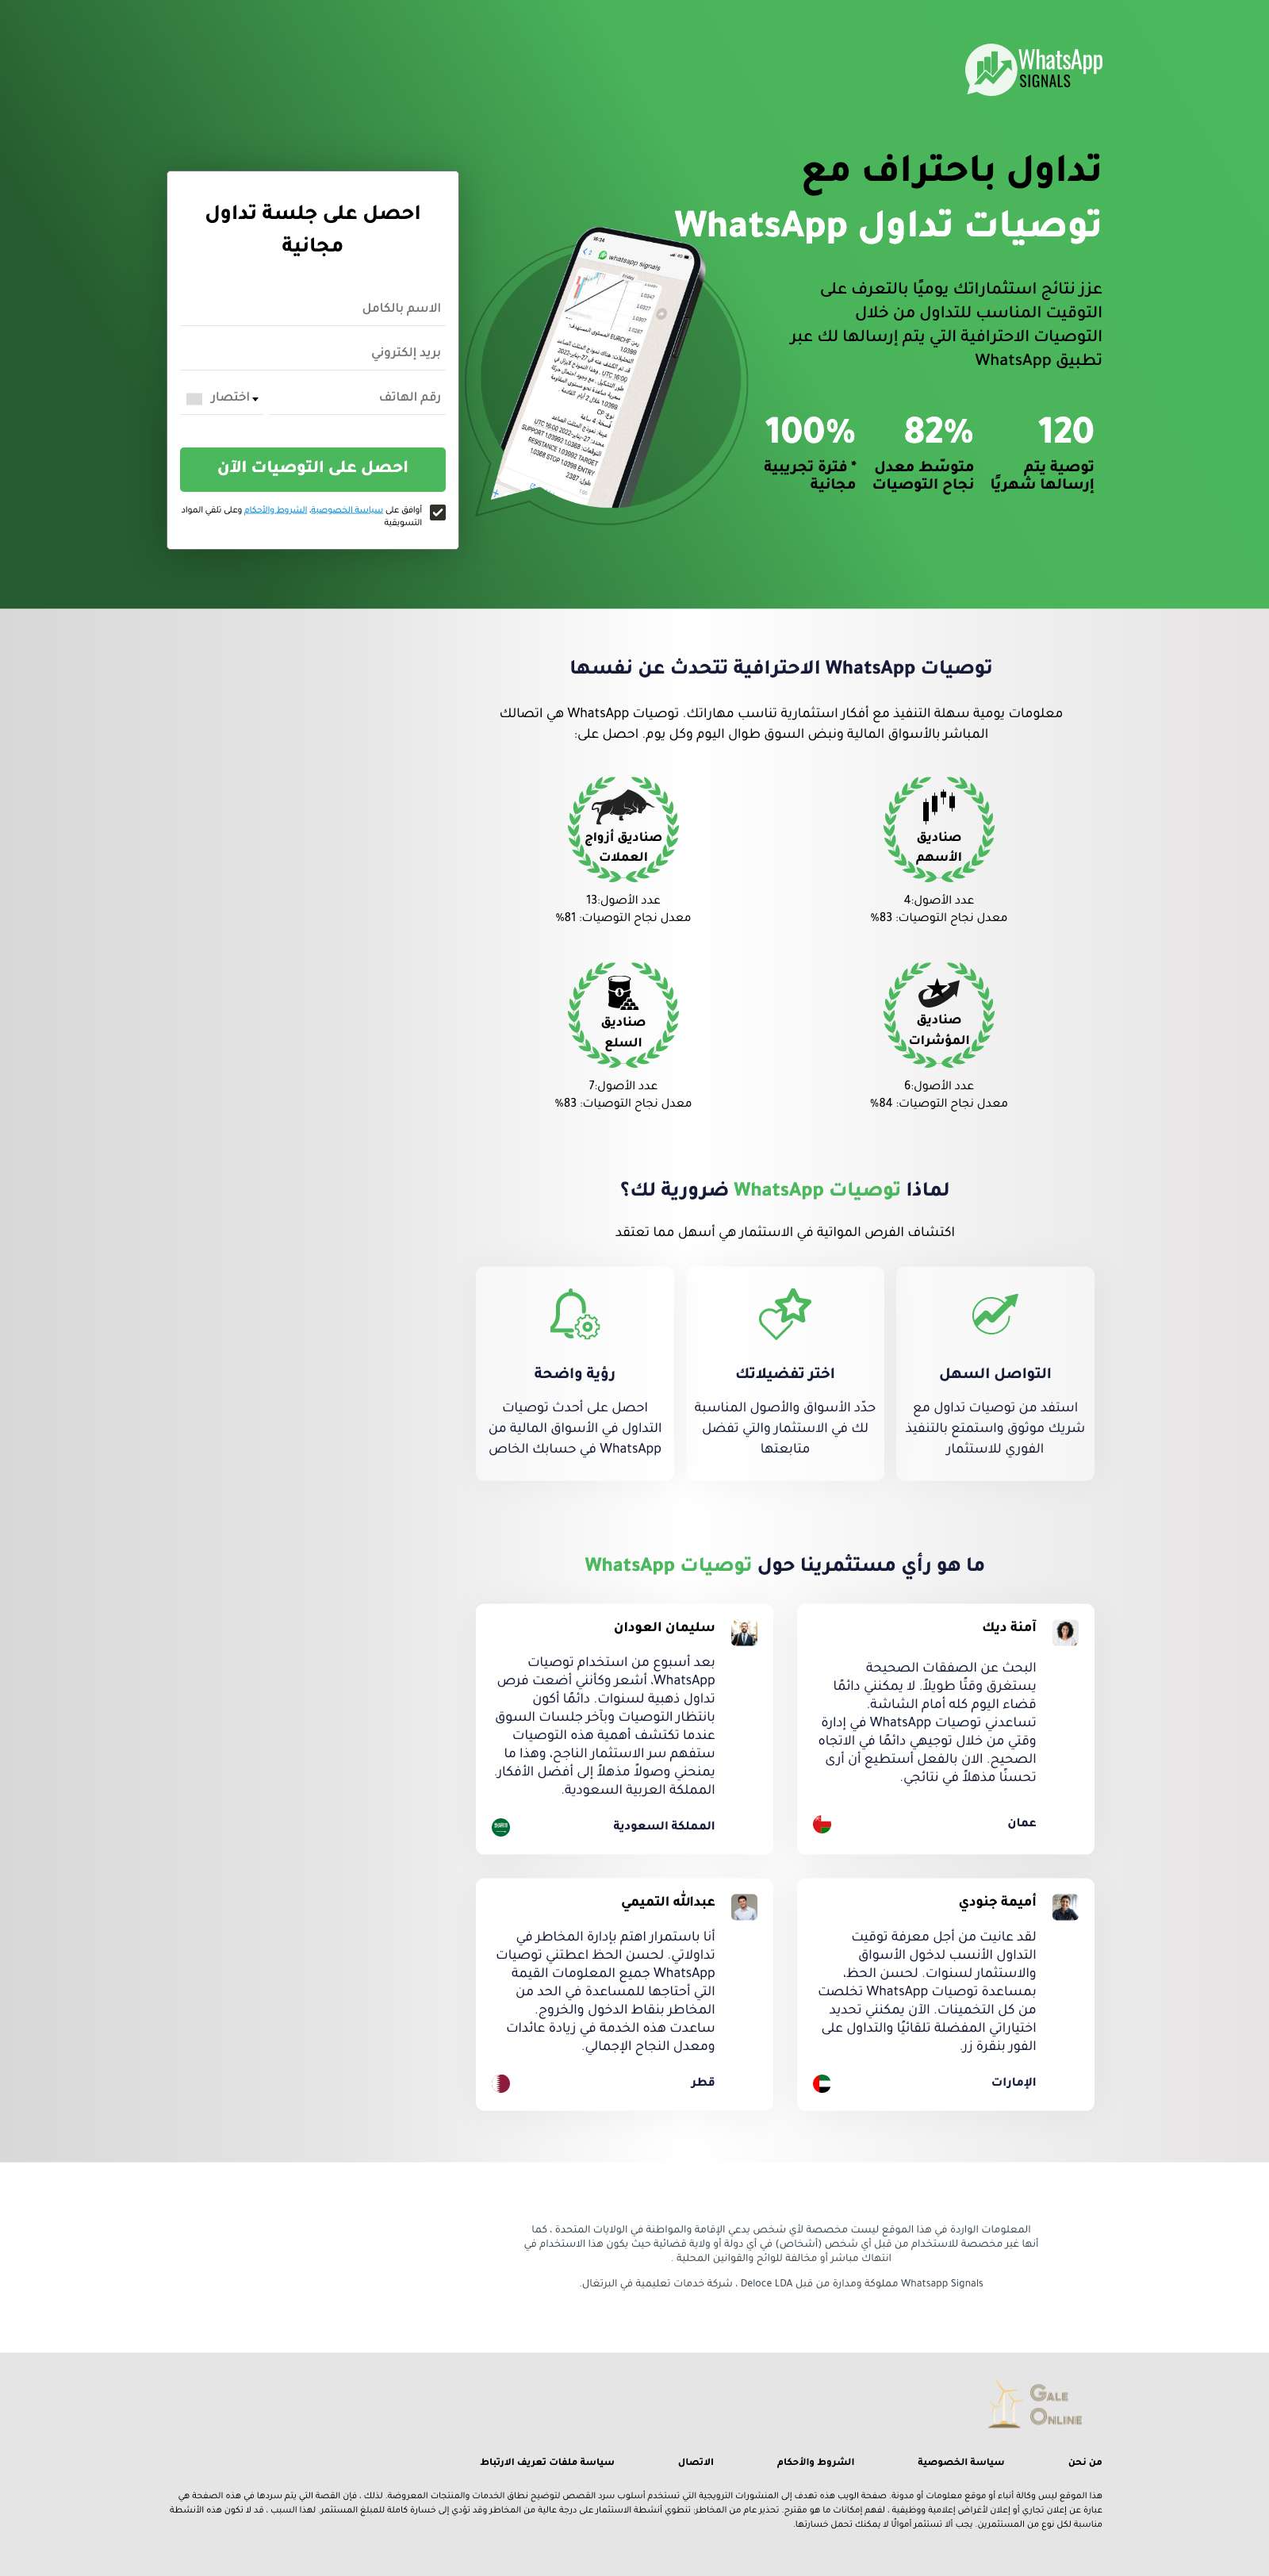 WhatsApp
SIGNALS
تداول باحتراف مع
توصيات تداول WhatsApp
عزز نتائج استثماراتك يوميًا بالتعرف على
التوقيت المناسب للتداول من خلال
التوصيات الاحترافية التي يتم إرسالها لك عبر
تطبيق WhatsApp
120
توصية يتم
إرسالها شهريًا
82%
متوسّط معدل
نجاح التوصيات
100%
* فترة تجريبية
مجانية
16:24
whatsapp signals
احصل على جلسة تداول
مجانية
الاسم بالكامل
بريد إلكتروني
رقم الهاتف
اختصار
احصل على التوصيات الآن
أوافق على سياسة الخصوصية، الشروط والأحكام وعلى تلقي المواد
التسويقية
توصيات WhatsApp الاحترافية تتحدث عن نفسها
معلومات يومية سهلة التنفيذ مع أفكار استثمارية تناسب مهاراتك. توصيات WhatsApp هي اتصالك
المباشر بالأسواق المالية ونبض السوق طوال اليوم وكل يوم. احصل على:
صناديق
الأسهم
عدد الأصول:4
معدل نجاح التوصيات: 83%
صناديق أزواج
العملات
عدد الأصول:13
معدل نجاح التوصيات: 81%
صناديق
المؤشرات
عدد الأصول:6
معدل نجاح التوصيات: 84%
صناديق
السلع
عدد الأصول:7
معدل نجاح التوصيات: 83%
لماذا توصيات WhatsApp ضرورية لك؟
اكتشاف الفرص المواتية في الاستثمار هي أسهل مما تعتقد
التواصل السهل
استفد من توصيات تداول مع
شريك موثوق واستمتع بالتنفيذ
الفوري للاستثمار
اختر تفضيلاتك
حدّد الأسواق والأصول المناسبة
لك في الاستثمار والتي تفضل
متابعتها
رؤية واضحة
احصل على أحدث توصيات
التداول في الأسواق المالية من
WhatsApp في حسابك الخاص
ما هو رأي مستثمرينا حول توصيات WhatsApp
آمنة ديك
البحث عن الصفقات الصحيحة
يستغرق وقتًا طويلاً. لا يمكنني دائمًا
قضاء اليوم كله أمام الشاشة.
تساعدني توصيات WhatsApp في إدارة
وقتي من خلال توجيهي دائمًا في الاتجاه
الصحيح. الان بالفعل أستطيع أن أرى
تحسنًا مذهلاً في نتائجي.
عمان
سليمان العودان
بعد أسبوع من استخدام توصيات
WhatsApp، أشعر وكأنني أضعت فرص
تداول ذهبية لسنوات. دائمًا أكون
بانتظار التوصيات وبآخر جلسات السوق
عندما تكتشف أهمية هذه التوصيات
ستفهم سر الاستثمار الناجح، وهذا ما
يمنحني وصولاً مذهلاً إلى أفضل الأفكار.
المملكة العربية السعودية.
المملكة السعودية
أميمة جنودي
لقد عانيت من أجل معرفة توقيت
التداول الأنسب لدخول الأسواق
والاستثمار لسنوات. لحسن الحظ،
بمساعدة توصيات WhatsApp تخلصت
من كل التخمينات. الآن يمكنني تحديد
اختياراتي المفضلة تلقائيًا والتداول على
الفور بنقرة زر.
الإمارات
عبدالله التميمي
أنا باستمرار اهتم بإدارة المخاطر في
تداولاتي. لحسن الحظ اعطتني توصيات
WhatsApp جميع المعلومات القيمة
التي أحتاجها للمساعدة في الحد من
المخاطر بنقاط الدخول والخروج.
ساعدت هذه الخدمة في زيادة عائدات
ومعدل النجاح الإجمالي.
قطر
المعلومات الواردة في هذا الموقع ليست مخصصة لأي شخص يدعي الإقامة والمواطنة في الولايات المتحدة ، كما
أنها غير مخصصة للاستخدام من قبل أي شخص (أشخاص) في أي دولة أو ولاية قضائية حيث يكون هذا الاستخدام في
انتهاك مباشر أو مخالفة للوائح والقوانين المحلية .
Whatsapp Signals مملوكة ومدارة من قبل Deloce LDA ، شركة خدمات تعليمية في البرتغال.
GALE
ONLINE
من نحن
سياسة الخصوصية
الشروط والأحكام
الاتصال
سياسة ملفات تعريف الارتباط
هذا الموقع ليس وكالة أنباء أو موقع معلومات أو مدونة. صفحة الويب هذه تهدف إلى المنشورات الترويجية التي تستخدم أسلوب سرد القصص لتوضيح نطاق الخدمات والمنتجات المعروضة. لذلك ، فإن القصة التي يتم سردها في هذه الصفحة هي
عبارة عن إعلان تجاري أو إعلان لأغراض إعلامية ووظيفية ، لفهم إمكانات ما هو مقترح. تحذير عام من المخاطر: تنطوي أنشطة الاستثمار على درجة عالية من المخاطر وقد تؤدي إلى خسارة كاملة للمبلغ المستثمر. لهذا السبب ، قد لا تكون هذه الأنشطة
مناسبة لكل نوع من المستثمرين. يجب ألا تستثمر أموالًا لا يمكنك تحمل خسارتها.